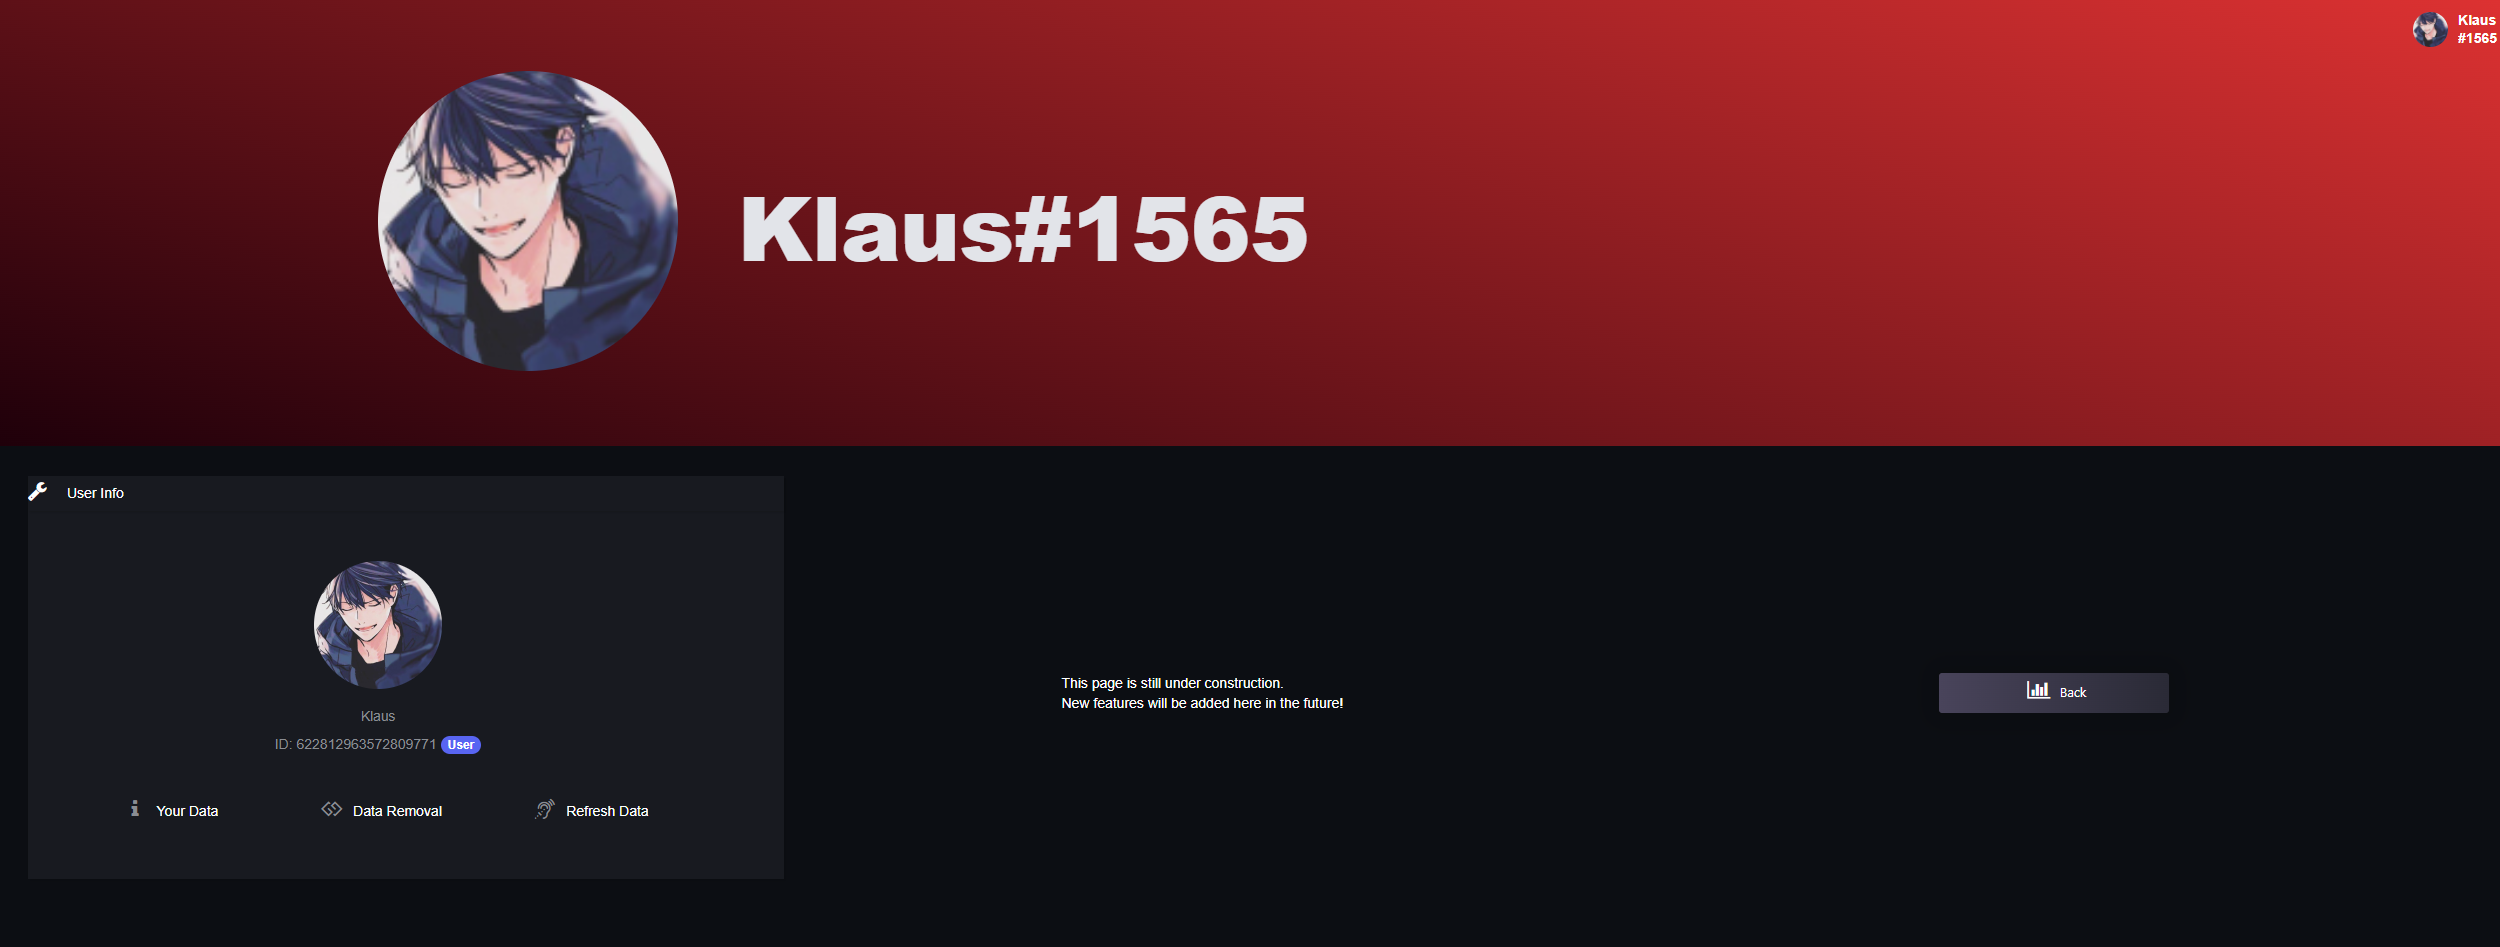 Klaus
#1565
Klaus#1565
User Info
Klaus
ID: 622812963572809771 User
Your Data
Data Removal
Refresh Data
This page is still under construction.
New features will be added here in the future!
Back